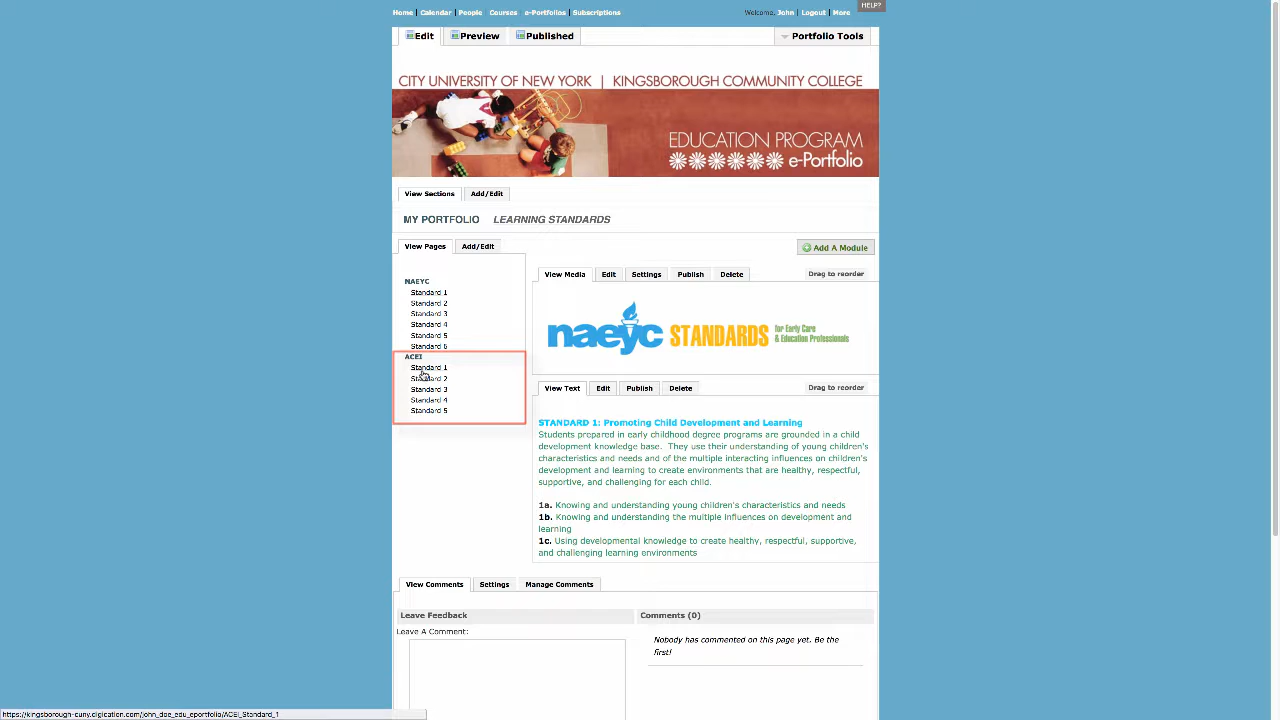 HELP?
Home | Calendar | People | Courses | e-Portfolios | Subscriptions
Welcome, John | Logout | More
Edit Preview Published Portfolio Tools
CITY UNIVERSITY OF NEW YORK | KINGSBOROUGH COMMUNITY COLLEGE
EDUCATION PROGRAM
e-Portfolio
View Sections Add/Edit
MY PORTFOLIO LEARNING STANDARDS
View Pages Add/Edit
NAEYC
Standard 1
Standard 2
Standard 3
Standard 4
Standard 5
Standard 6
ACEI
Standard 1
Standard 2
Standard 3
Standard 4
Standard 5
Add A Module
View Media Edit Settings Publish Delete Drag to reorder
naeyc STANDARDS for Early Care
& Education Professionals
View Text Edit Publish Delete Drag to reorder
STANDARD 1: Promoting Child Development and Learning
Students prepared in early childhood degree programs are grounded in a child
development knowledge base. They use their understanding of young children's
characteristics and needs and of the multiple interacting influences on children's
development and learning to create environments that are healthy, respectful,
supportive, and challenging for each child.
1a. Knowing and understanding young children's characteristics and needs
1b. Knowing and understanding the multiple influences on development and
learning
1c. Using developmental knowledge to create healthy, respectful, supportive,
and challenging learning environments
View Comments Settings Manage Comments
Leave Feedback
Leave A Comment:
Comments (0)
Nobody has commented on this page yet. Be the
first!
https://kingsborough-cuny.digication.com/john_doe_edu_eportfolio/ACEI_Standard_1